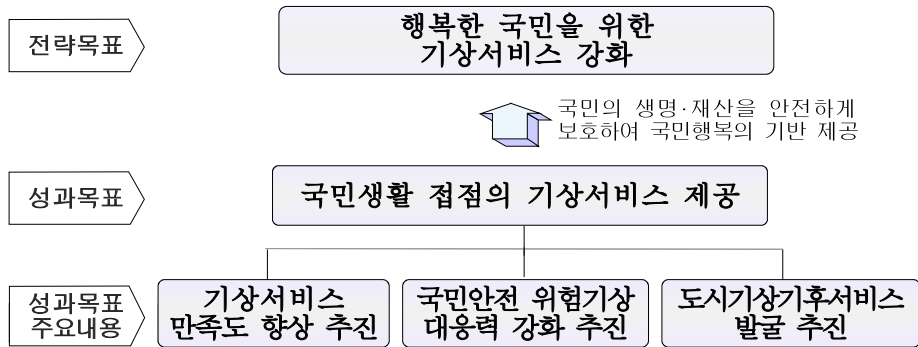 전략목표
행복한 국민을 위한
기상서비스 강화
국민의 생명·재산을 안전하게
보호하여 국민행복의 기반 제공
성과목표
국민생활 접점의 기상서비스 제공
성과목표
주요내용
기상서비스
만족도 향상 추진
국민안전 위험기상
대응력 강화 추진
도시기상기후서비스
발굴 추진